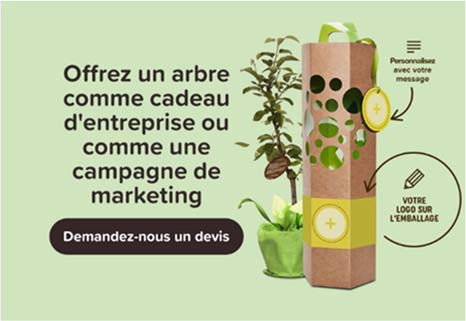 Offrez un arbre
comme cadeau
d'entreprise ou
comme une
campagne de
marketing
Demandez-nous un devis
Personnalisez
avec votre
message
VOTRE
LOGO SUR
L'EMBALLAGE